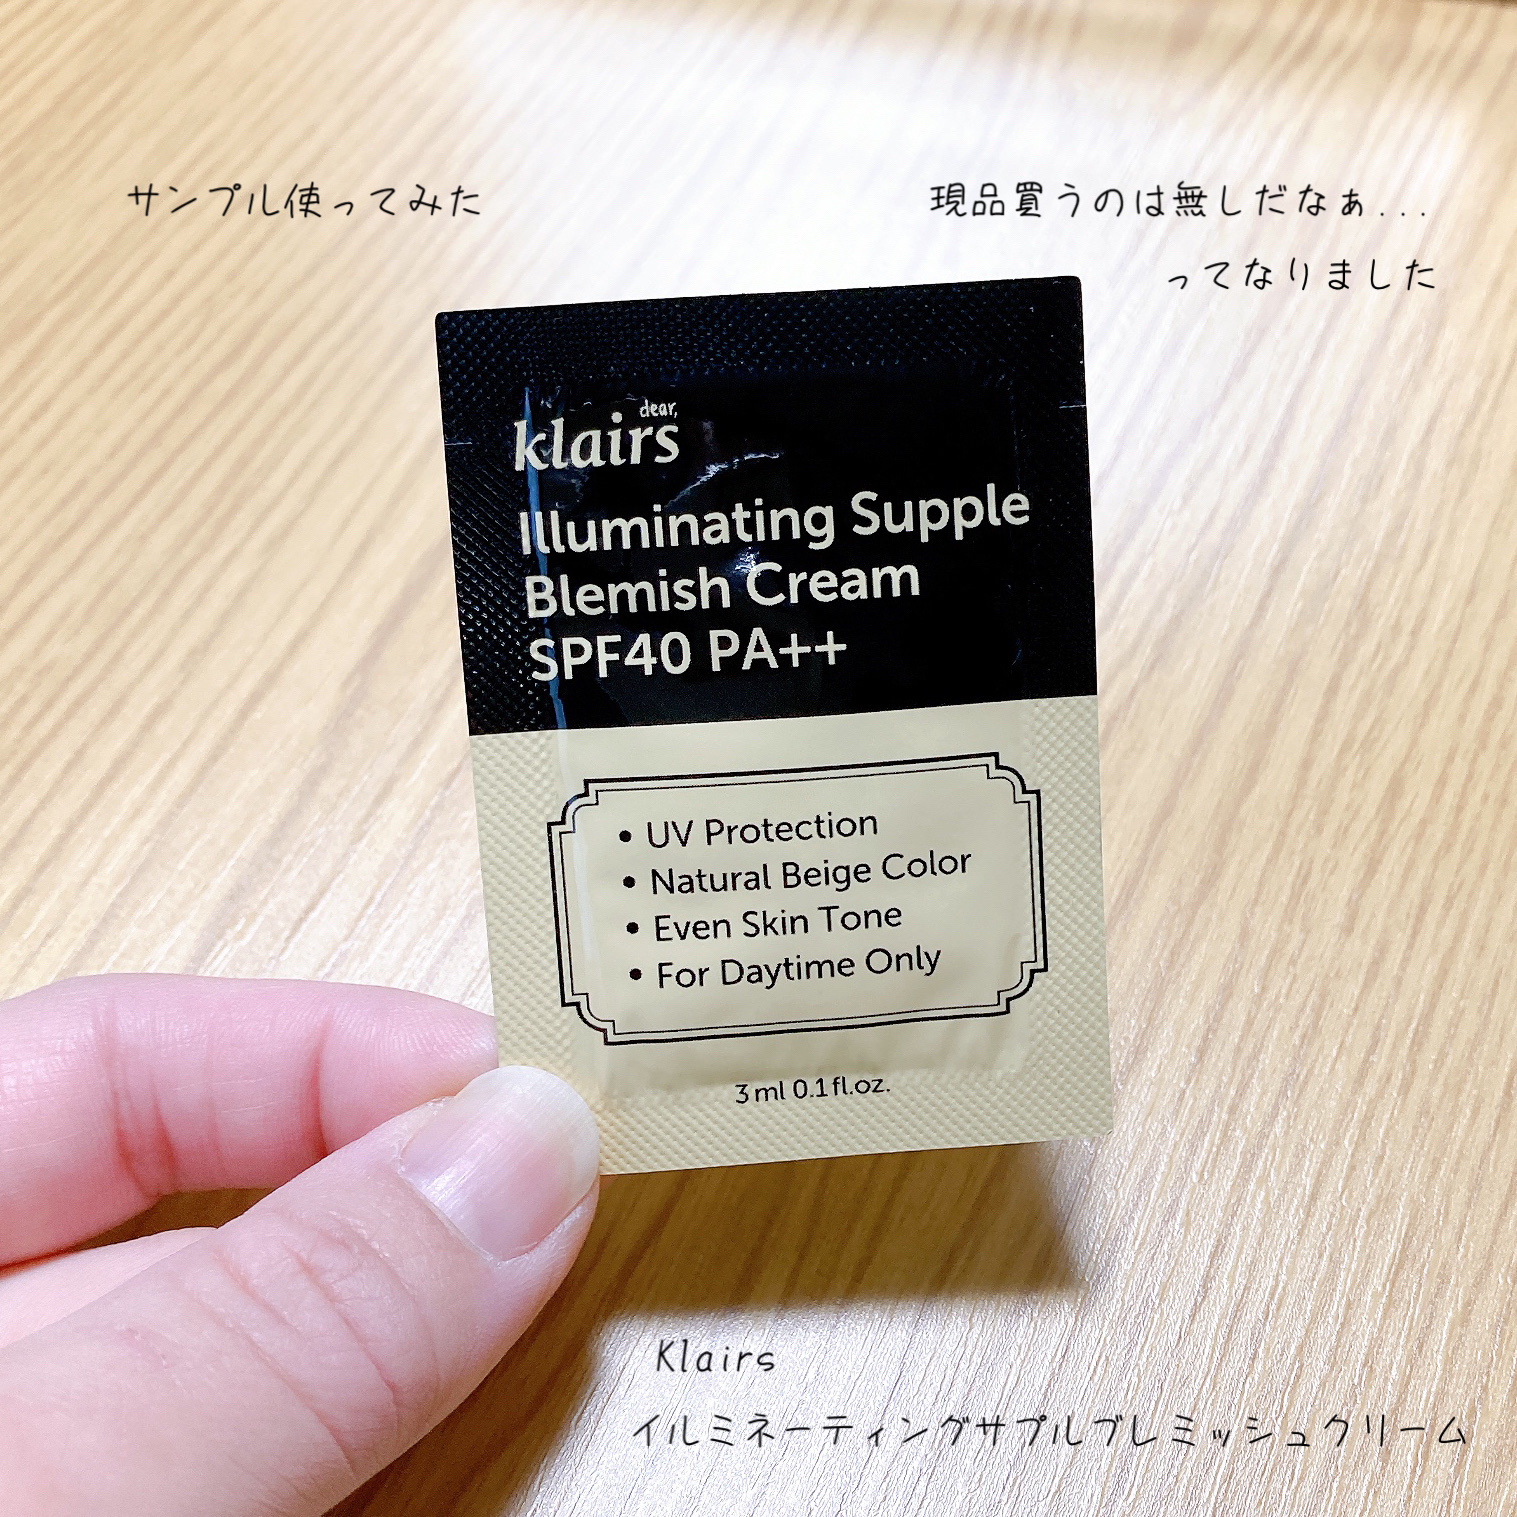 サンプル使ってみた
現品買うのは無しだなぁ...
ってなりました
dear,
klairs
Illuminating Supple
Blemish Cream
SPF40 PA++
• UV Protection
• Natural Beige Color
• Even Skin Tone
• For Daytime Only
3 ml 0.1 fl.oz.
Klairs
イルミネーティングサプルブレミッシュクリーム